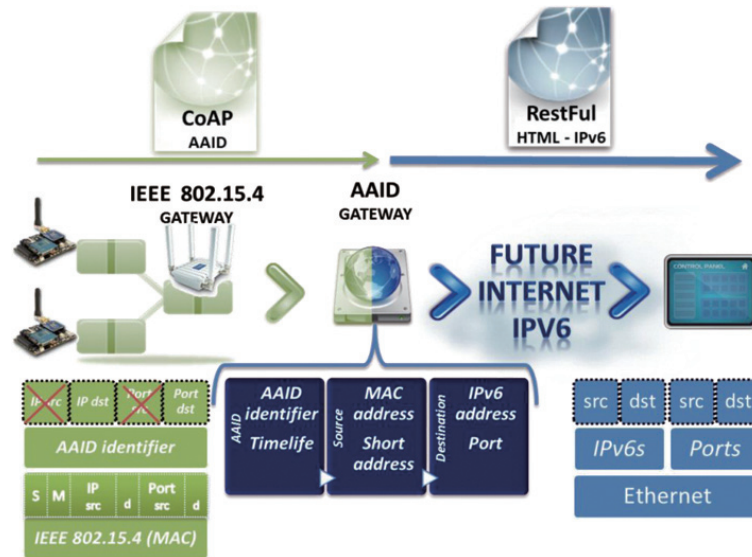 CoAP
AAID
RestFul
HTML - IPv6
IEEE 802.15.4
GATEWAY
AAID
GATEWAY
FUTURE
INTERNET
IPV6
CONTROL PANEL
IP src
IP dst
Port
src
Port
dst
AAID identifier
S M IP
src d Port
src d
IEEE 802.15.4 (MAC)
AAID
AAID
identifier
Timelife
Source
MAC
address
Short
address
Destination
IPv6
address
Port
src dst src dst
IPv6s Ports
Ethernet